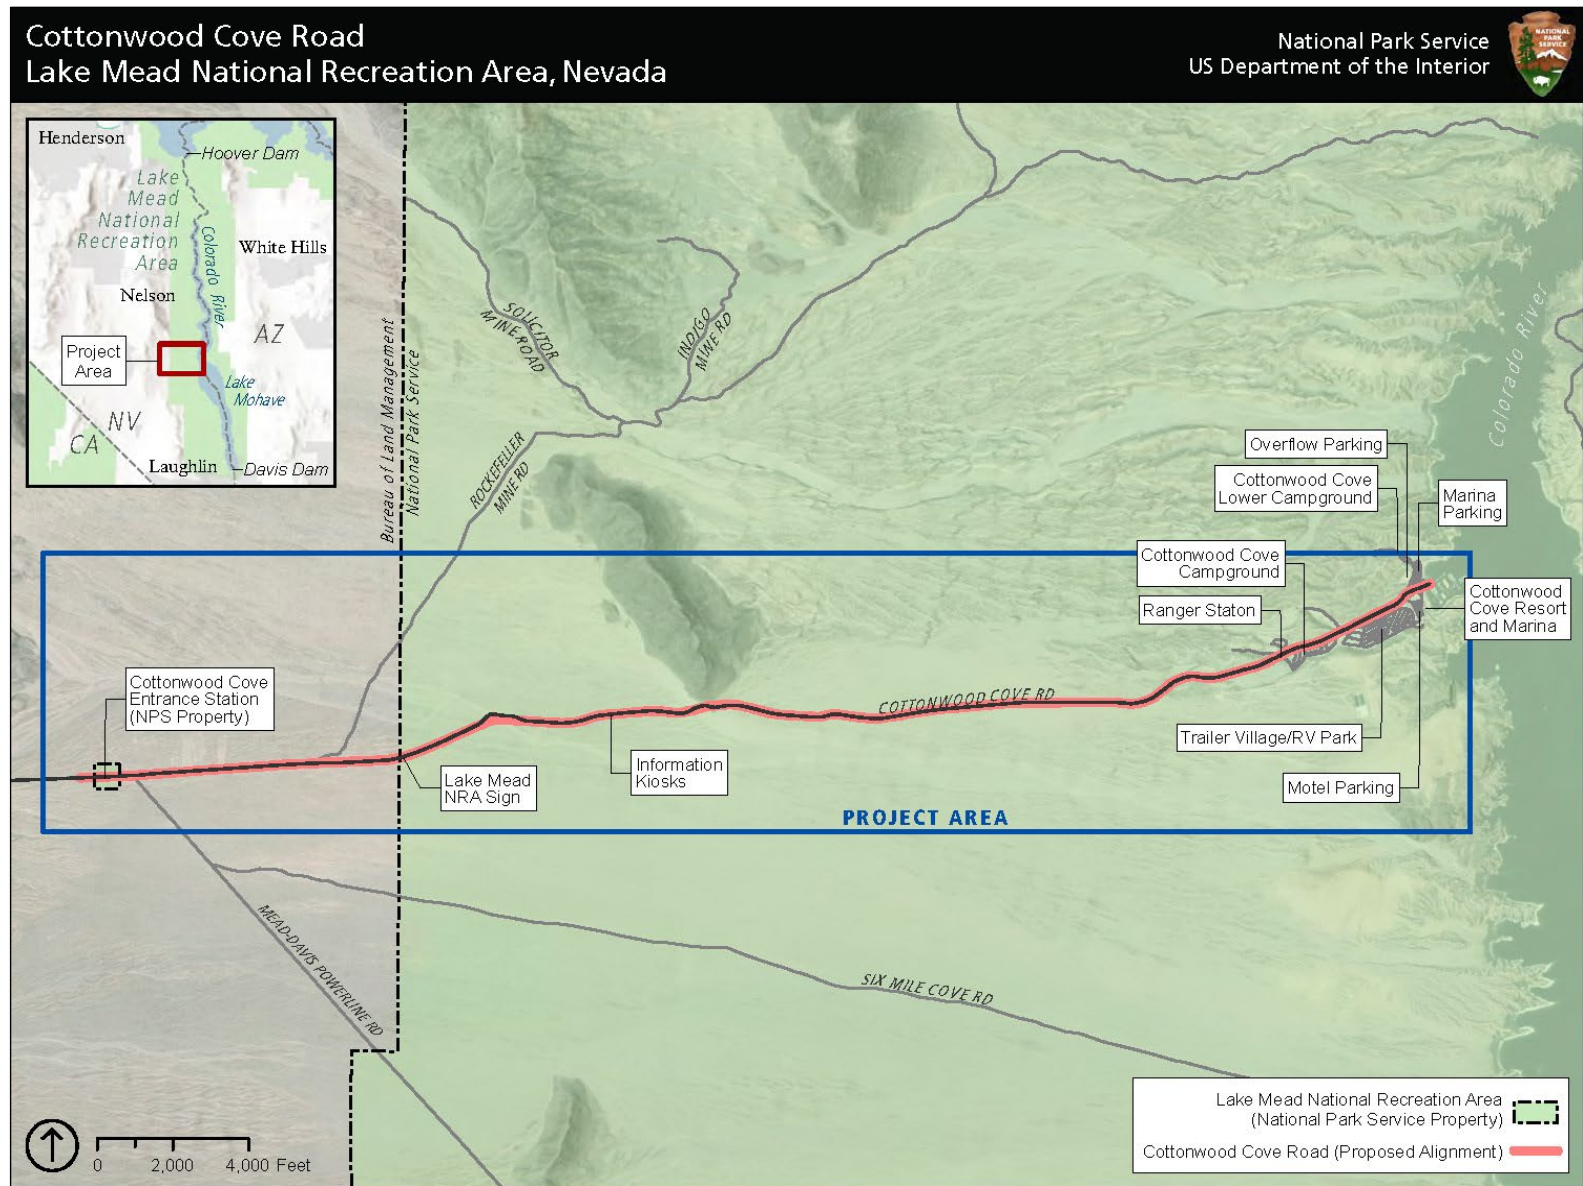 Cottonwood Cove Road
Lake Mead National Recreation Area, Nevada
National Park Service
US Department of the Interior
NATIONAL
PARK
SERVICE
Henderson
Hoover Dam
Lake
Mead
National
Recreation
Area
Colorado River
White Hills
Nelson
AZ
Project
Area
Lake
Mohave
NV
CA
Laughlin
Davis Dam
Bureau of Land Management
National Park Service
SOLICITOR
MINE ROAD
INDIGO
MINE RD
ROCKEFELLER
MINE RD
Colorado River
Overflow Parking
Cottonwood Cove
Lower Campground
Marina
Parking
Cottonwood Cove
Campground
Ranger Staton
Cottonwood
Cove Resort
and Marina
Cottonwood Cove
Entrance Station
(NPS Property)
COTTONWOOD COVE RD
Trailer Village/RV Park
Information
Kiosks
Lake Mead
NRA Sign
Motel Parking
PROJECT AREA
MEAD-DAVIS POWERLINE RD
SIX MILE COVE RD
0 2,000 4,000 Feet
Lake Mead National Recreation Area
(National Park Service Property)
Cottonwood Cove Road (Proposed Alignment)